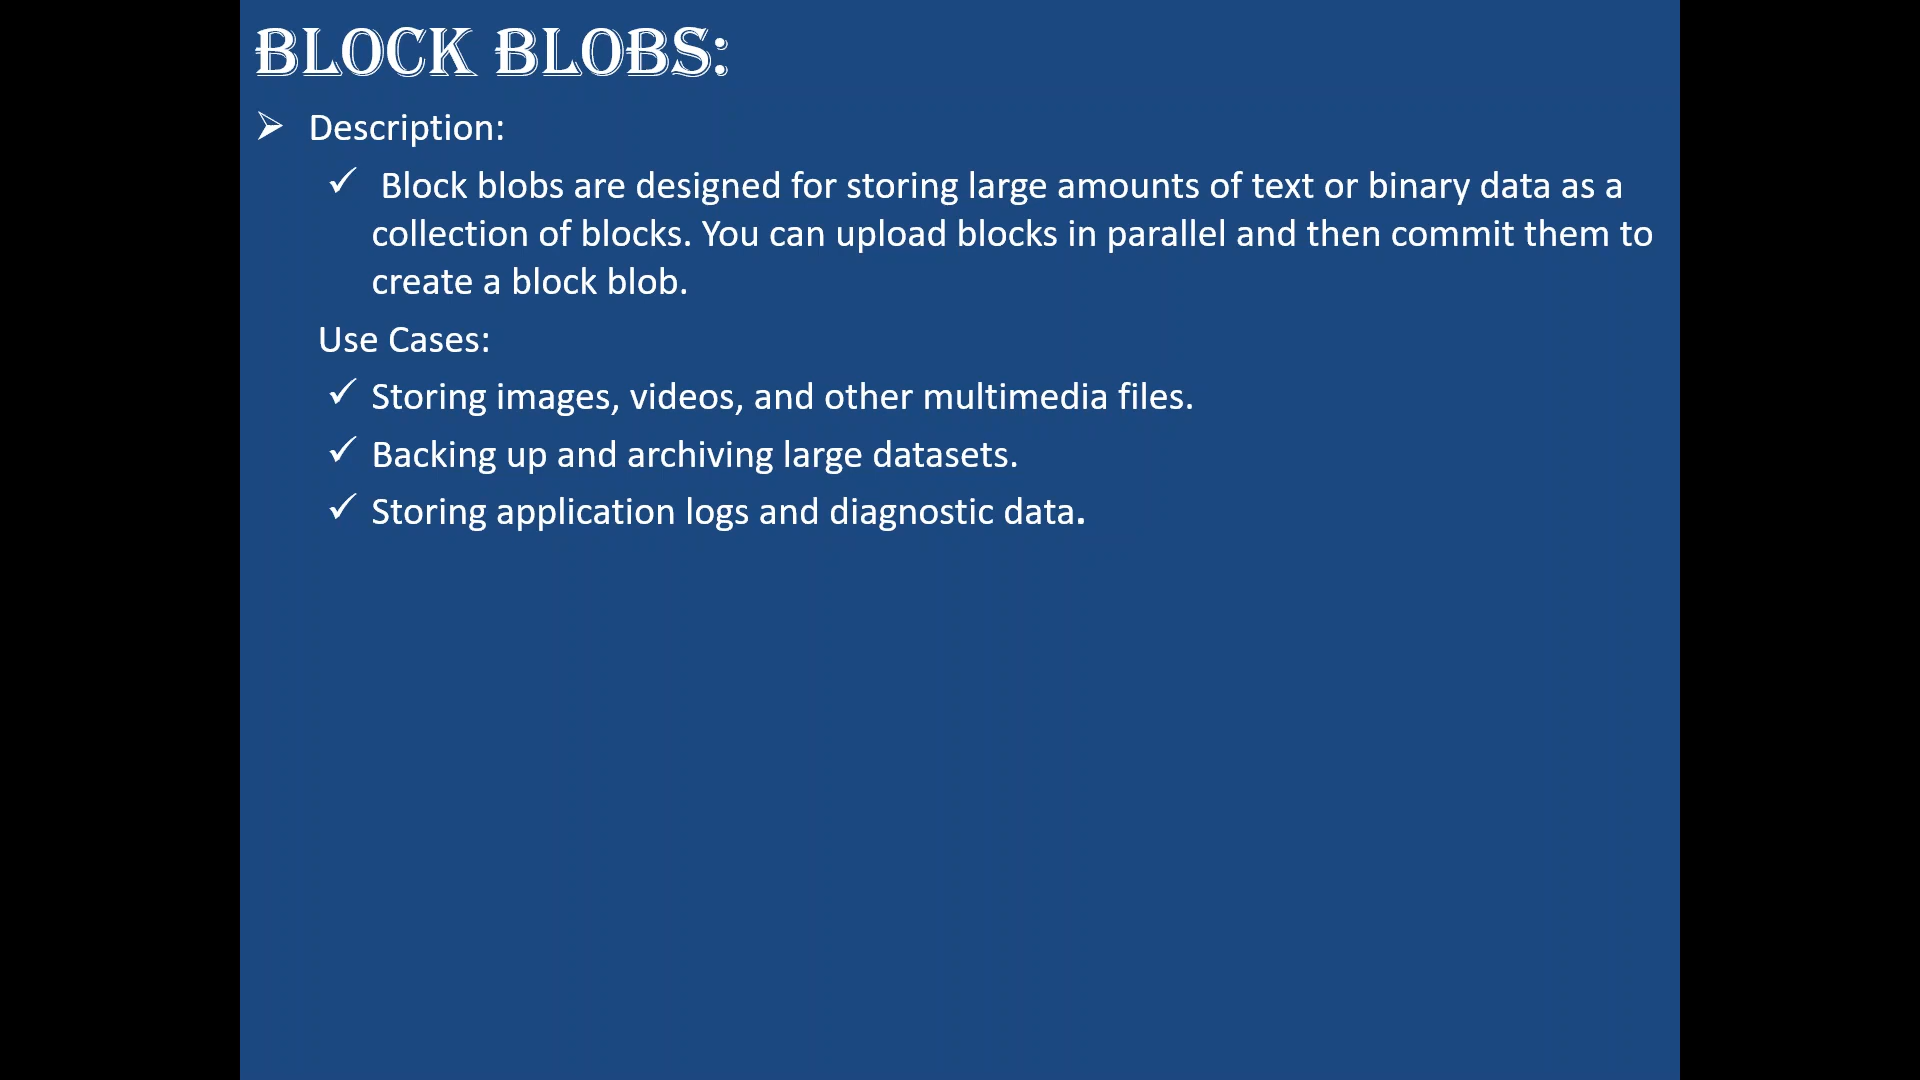 BLOCK BLOBS:
➢ Description:
✓ Block blobs are designed for storing large amounts of text or binary data as a
collection of blocks. You can upload blocks in parallel and then commit them to
create a block blob.
Use Cases:
✓ Storing images, videos, and other multimedia files.
✓ Backing up and archiving large datasets.
✓ Storing application logs and diagnostic data.